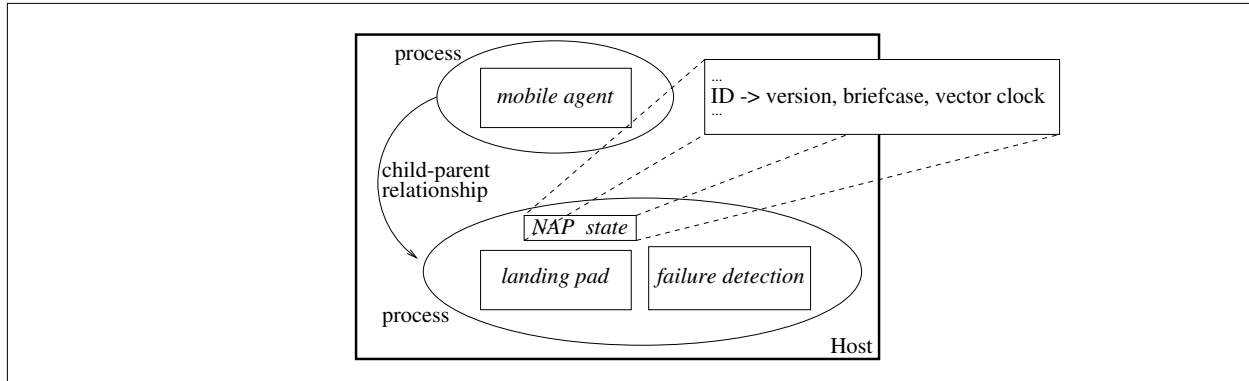 process
mobile agent
...
ID -> version, briefcase, vector clock
...
child-parent
relationship
NAP state
landing pad
failure detection
process
Host